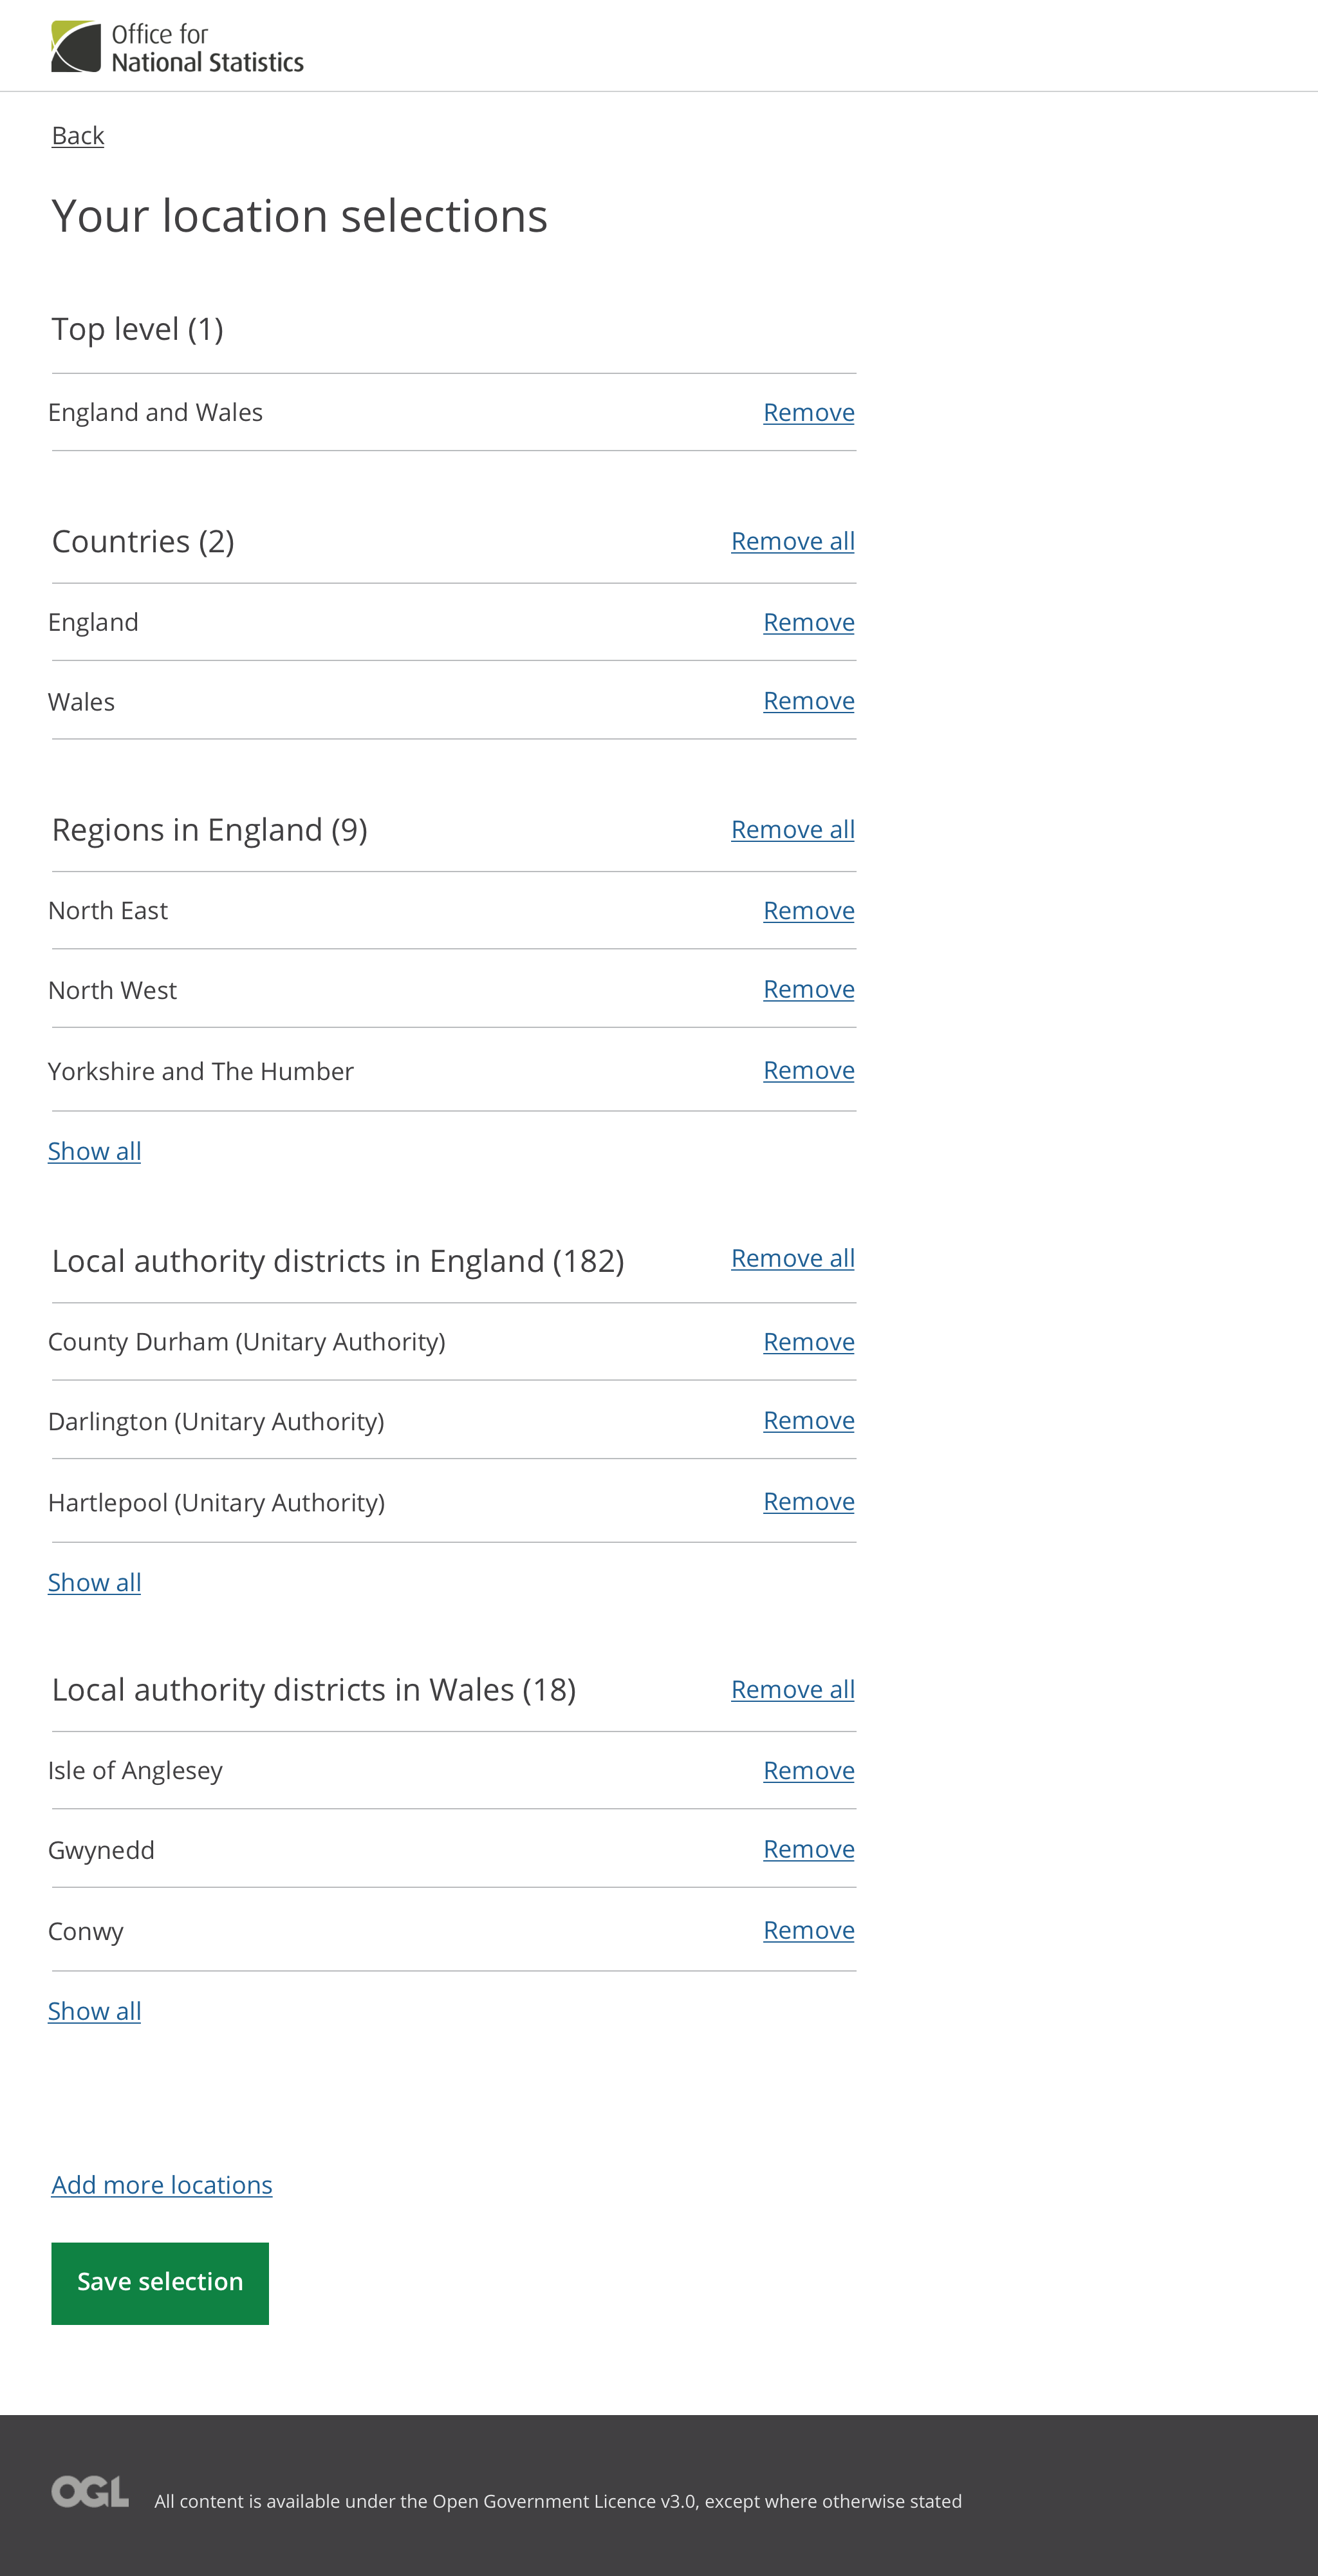 Office for
National Statistics
Back
Your location selections
Top level (1)
England and Wales Remove
Countries (2) Remove all
England Remove
Wales Remove
Regions in England (9) Remove all
North East Remove
North West Remove
Yorkshire and The Humber Remove
Show all
Local authority districts in England (182) Remove all
County Durham (Unitary Authority) Remove
Darlington (Unitary Authority) Remove
Hartlepool (Unitary Authority) Remove
Show all
Local authority districts in Wales (18) Remove all
Isle of Anglesey Remove
Gwynedd Remove
Conwy Remove
Show all
Add more locations
Save selection
OGL All content is available under the Open Government Licence v3.0, except where otherwise stated